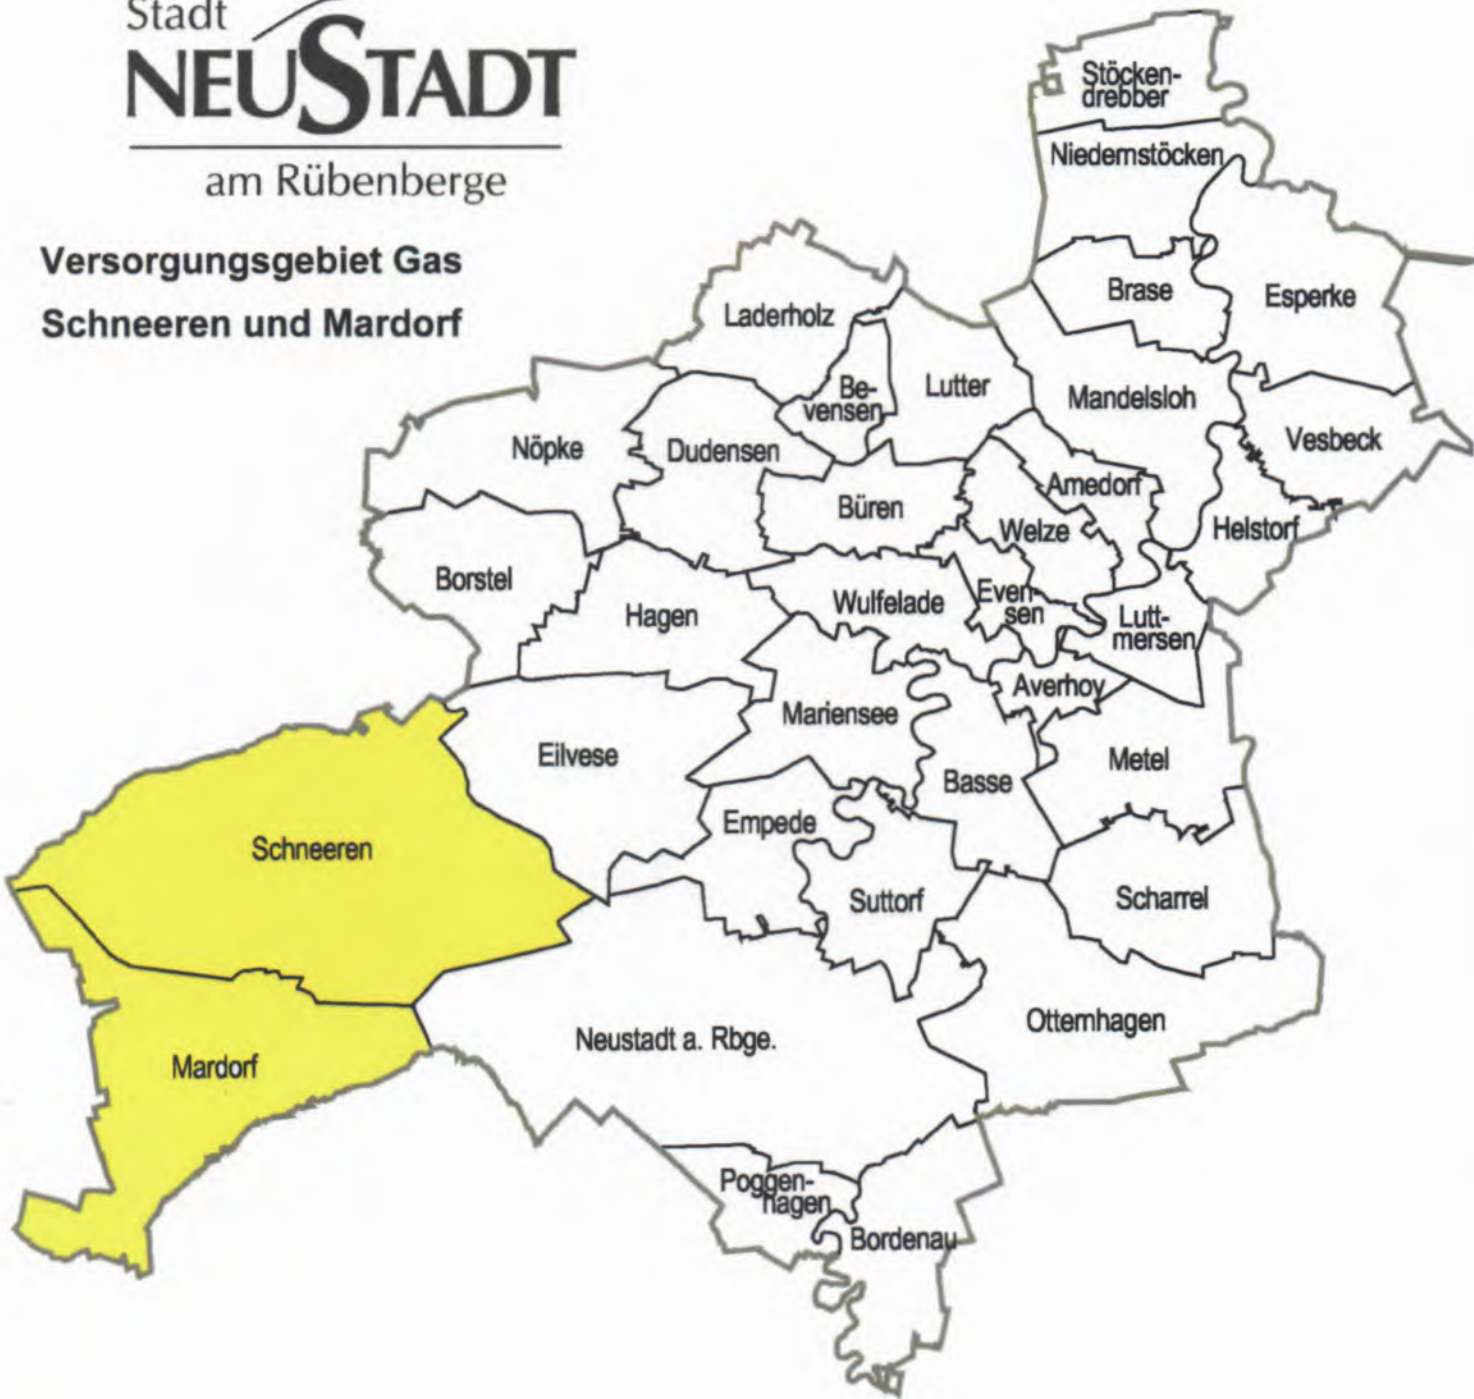 Stadt
NEUSTADT
am Rübenberge
Versorgungsgebiet Gas
Schneeren und Mardorf
Stöcken-
drebber
Niedernstöcken
Brase
Esperke
Laderholz
Be-
vensen
Lutter
Mandelsloh
Vesbeck
Nöpke
Dudensen
Büren
Amedorf
Welze
Helstorf
Borstel
Hagen
Wulfelade
Even-
sen
Lutt-
mersen
Averhoy
Mariensee
Eilvese
Basse
Metel
Empede
Schneeren
Suttorf
Scharrel
Otternhagen
Neustadt a. Rbge.
Mardorf
Poggen-
hagen
Bordenau